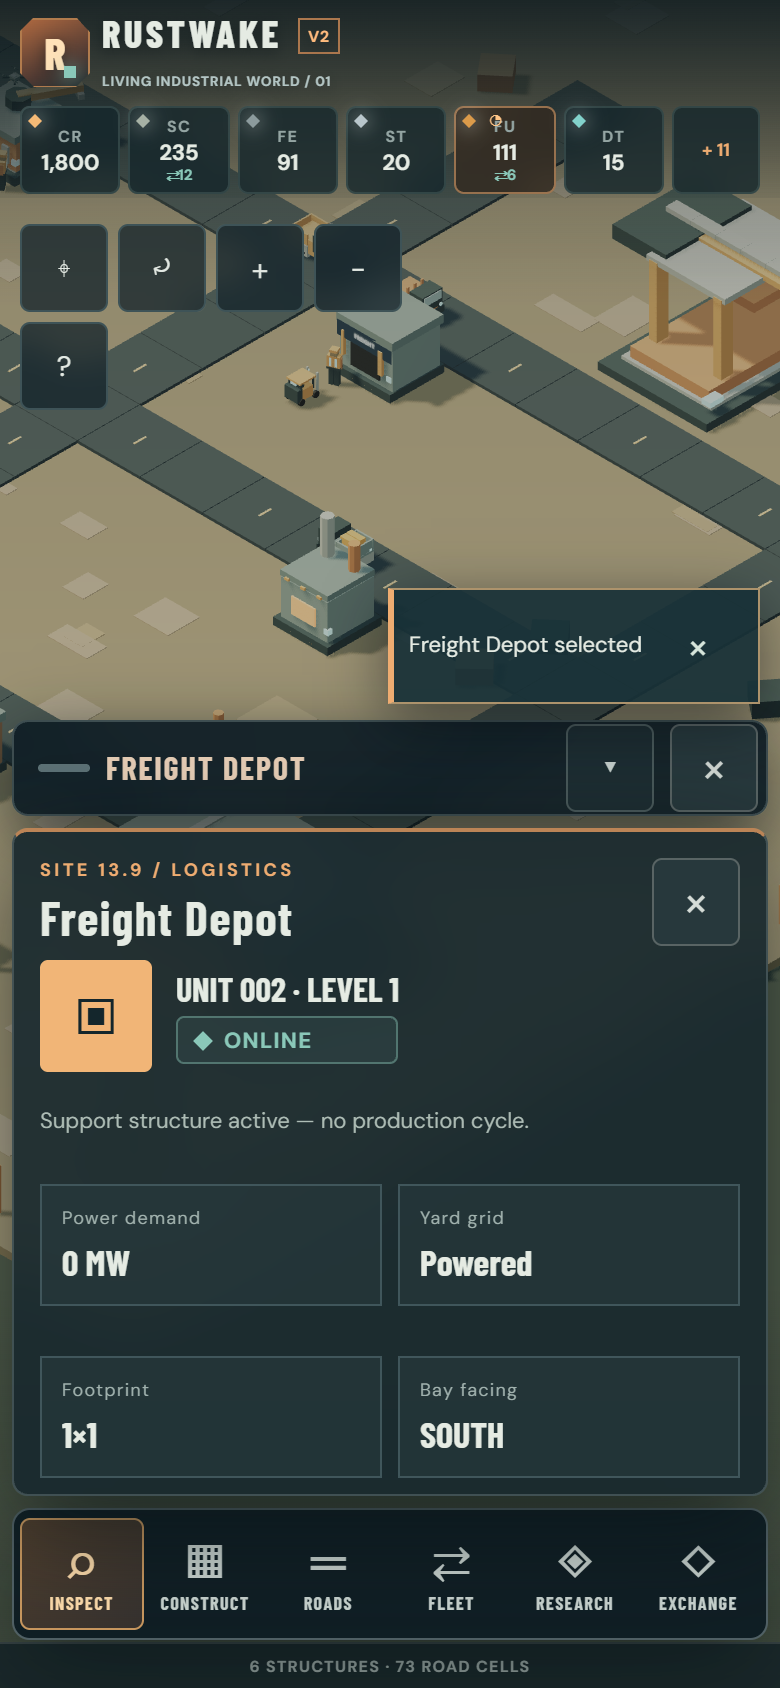 R
RUSTWAKE
V2
LIVING INDUSTRIAL WORLD / 01
CR
1,800
SC
235
⇄12
FE
91
ST
20
FU
111
⇄6
DT
15
+ 11
+
-
?
Freight Depot selected
×
FREIGHT DEPOT
▼
×
SITE 13.9 / LOGISTICS
Freight Depot
×
UNIT 002 · LEVEL 1
◆ ONLINE
Support structure active — no production cycle.
Power demand
0 MW
Yard grid
Powered
Footprint
1×1
Bay facing
SOUTH
INSPECT
CONSTRUCT
ROADS
FLEET
RESEARCH
EXCHANGE
6 STRUCTURES · 73 ROAD CELLS